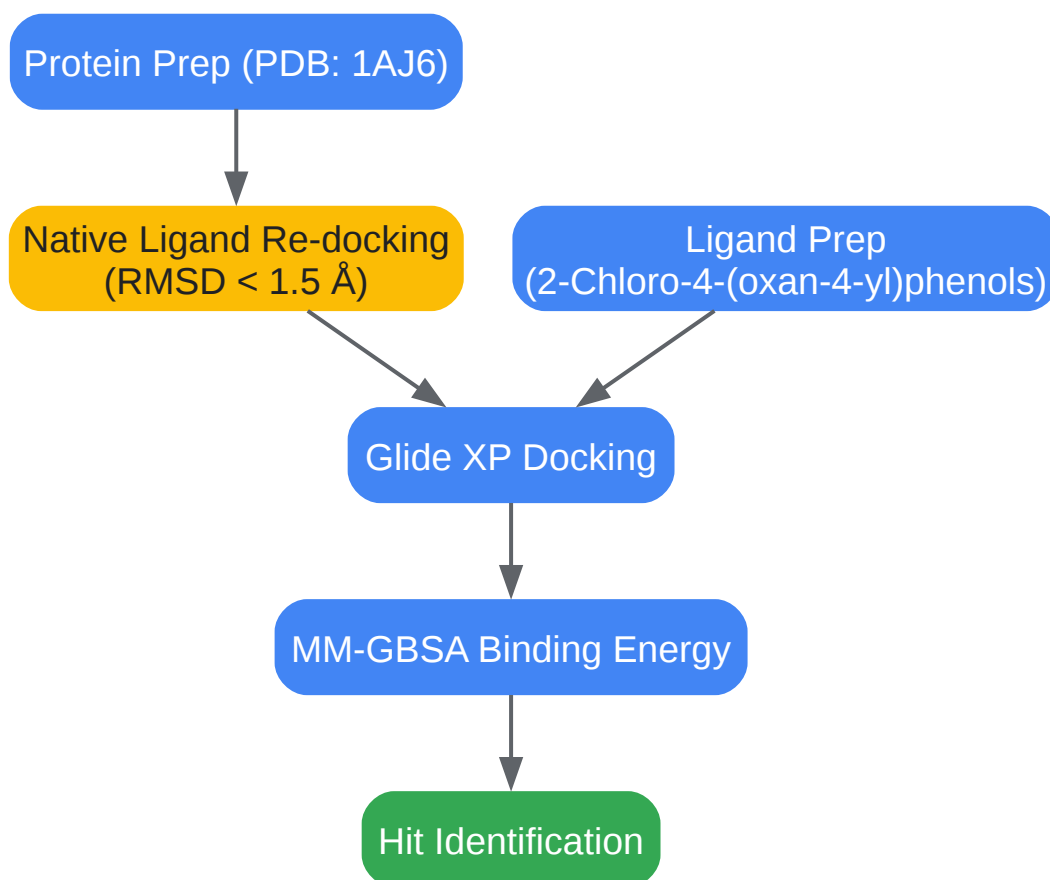 Protein Prep (PDB: 1AJ6)
Native Ligand Re-docking
(RMSD < 1.5 Å)
Ligand Prep
(2-Chloro-4-(oxan-4-yl)phenols)
Glide XP Docking
MM-GBSA Binding Energy
Hit Identification